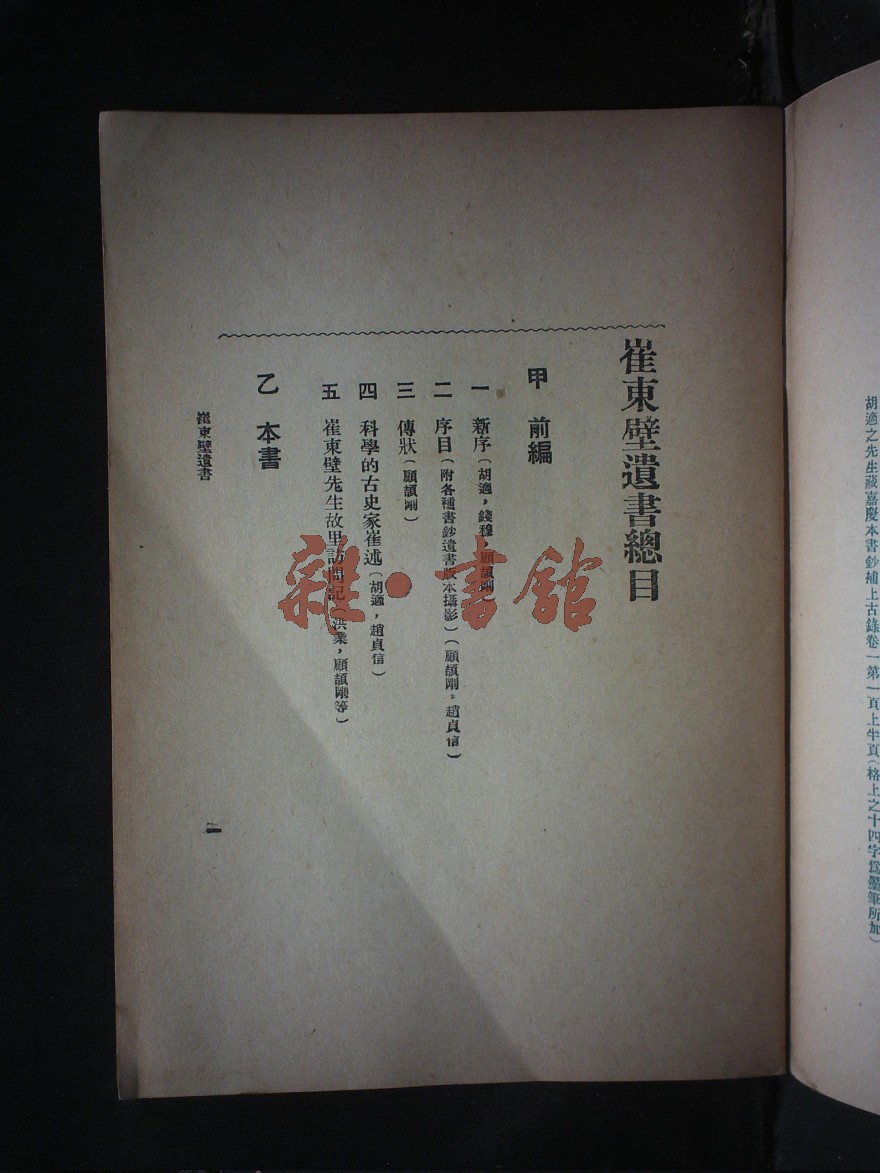 胡適之先生藏嘉慶本書鈔補上古錄卷一第一頁上半頁(格上之十四字爲墨筆所加)
崔東壁遺書總目
甲 前編
一 新序(胡適,錢穆,顧頡剛)
二 序目(附各種書鈔遺書版本攝影)(顧頡剛,趙貞信)
三 傳狀(顧頡剛)
四 科學的古史家崔述(胡適,趙貞信)
五 崔東壁先生故里訪問記(洪業,顧頡剛等)
乙 本書
崔東壁遺書
一
雜·書館